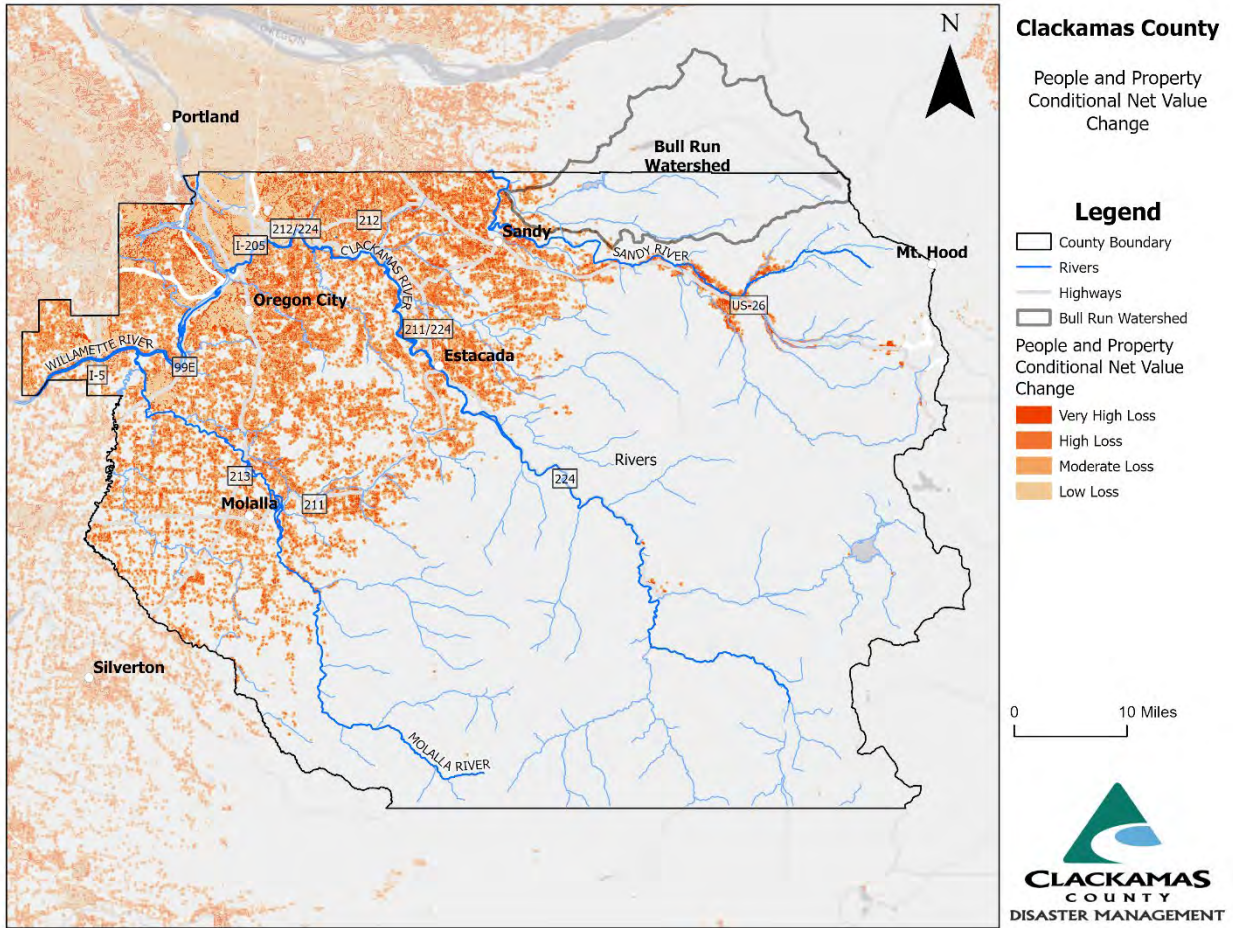 OREGON
N
Portland
Bull Run
Watershed
212
212/224
I-205
Sandy
CLACKAMAS RIVER
SANDY RIVER
Mt. Hood
Oregon City
US-26
211/224
WILLAMETTE RIVER
Estacada
99E
I-5
Rivers
213
224
Molalla
211
Silverton
MOLALLA RIVER
Clackamas County
People and Property
Conditional Net Value
Change
Legend
County Boundary
Rivers
Highways
Bull Run Watershed
People and Property
Conditional Net Value
Change
Very High Loss
High Loss
Moderate Loss
Low Loss
0 10 Miles
CLACKAMAS
COUNTY
DISASTER MANAGEMENT